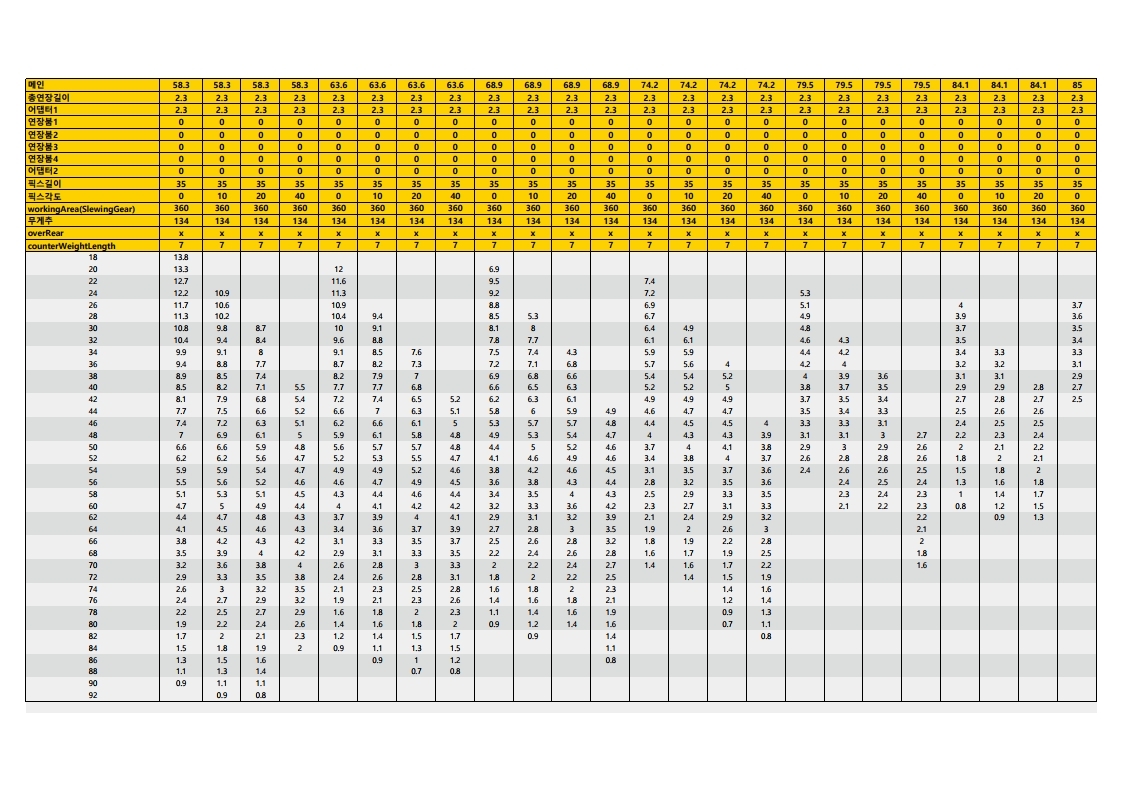 메인 58.3 58.3 58.3 58.3 63.6 63.6 63.6 63.6 68.9 68.9 68.9 68.9 74.2 74.2 74.2 74.2 79.5 79.5 79.5 79.5 84.1 84.1 84.1 85
총연장길이 2.3 2.3 2.3 2.3 2.3 2.3 2.3 2.3 2.3 2.3 2.3 2.3 2.3 2.3 2.3 2.3 2.3 2.3 2.3 2.3 2.3 2.3 2.3 2.3
어댑터1 2.3 2.3 2.3 2.3 2.3 2.3 2.3 2.3 2.3 2.3 2.3 2.3 2.3 2.3 2.3 2.3 2.3 2.3 2.3 2.3 2.3 2.3 2.3 2.3
연장붐1 0 0 0 0 0 0 0 0 0 0 0 0 0 0 0 0 0 0 0 0 0 0 0 0
연장붐2 0 0 0 0 0 0 0 0 0 0 0 0 0 0 0 0 0 0 0 0 0 0 0 0
연장붐3 0 0 0 0 0 0 0 0 0 0 0 0 0 0 0 0 0 0 0 0 0 0 0 0
연장붐4 0 0 0 0 0 0 0 0 0 0 0 0 0 0 0 0 0 0 0 0 0 0 0 0
어댑터2 0 0 0 0 0 0 0 0 0 0 0 0 0 0 0 0 0 0 0 0 0 0 0 0
픽스길이 35 35 35 35 35 35 35 35 35 35 35 35 35 35 35 35 35 35 35 35 35 35 35 35
픽스각도 0 10 20 40 0 10 20 40 0 10 20 40 0 10 20 40 0 10 20 40 0 10 20 0
workingArea(SlewingGear) 360 360 360 360 360 360 360 360 360 360 360 360 360 360 360 360 360 360 360 360 360 360 360 360
무게추 134 134 134 134 134 134 134 134 134 134 134 134 134 134 134 134 134 134 134 134 134 134 134 134
overRear x x x x x x x x x x x x x x x x x x x x x x x x
counterWeightLength 7 7 7 7 7 7 7 7 7 7 7 7 7 7 7 7 7 7 7 7 7 7 7 7
18 13.8
20 13.3 12 6.9
22 12.7 11.6 9.5 7.4
24 12.2 10.9 11.3 9.2 7.2 5.3
26 11.7 10.6 10.9 8.8 6.9 5.1 4 3.7
28 11.3 10.2 10.4 9.4 8.5 5.3 6.7 4.9 3.9 3.6
30 10.8 9.8 8.7 10 9.1 8.1 8 6.4 4.9 4.8 3.7 3.5
32 10.4 9.4 8.4 9.6 8.8 7.8 7.7 6.1 6.1 4.6 4.3 3.5 3.4
34 9.9 9.1 8 9.1 8.5 7.6 7.5 7.4 4.3 5.9 5.9 4.4 4.2 3.4 3.3 3.3
36 9.4 8.8 7.7 8.7 8.2 7.3 7.2 7.1 6.8 5.7 5.6 4 4.2 4 3.2 3.2 3.1
38 8.9 8.5 7.4 8.2 7.9 7 6.9 6.8 6.6 5.4 5.4 5.2 4 3.9 3.6 3.1 3.1 2.9
40 8.5 8.2 7.1 5.5 7.7 7.7 6.8 6.6 6.5 6.3 5.2 5.2 5 3.8 3.7 3.5 2.9 2.9 2.8 2.7
42 8.1 7.9 6.8 5.4 7.2 7.4 6.5 5.2 6.2 6.3 6.1 4.9 4.9 4.9 3.7 3.5 3.4 2.7 2.8 2.7 2.5
44 7.7 7.5 6.6 5.2 6.6 7 6.3 5.1 5.8 6 5.9 4.9 4.6 4.7 4.7 3.5 3.4 3.3 2.5 2.6 2.6
46 7.4 7.2 6.3 5.1 6.2 6.6 6.1 5 5.3 5.7 5.7 4.8 4.4 4.5 4.5 4 3.3 3.3 3.1 2.4 2.5 2.5
48 7 6.9 6.1 5 5.9 6.1 5.8 4.8 4.9 5.3 5.4 4.7 4 4.3 4.3 3.9 3.1 3.1 3 2.7 2.2 2.3 2.4
50 6.6 6.6 5.9 4.8 5.6 5.7 5.7 4.8 4.4 5 5.2 4.6 3.7 4 4.1 3.8 2.9 3 2.9 2.6 2 2.1 2.2
52 6.2 6.2 5.6 4.7 5.2 5.3 5.5 4.7 4.1 4.6 4.9 4.6 3.4 3.8 4 3.7 2.6 2.8 2.8 2.6 1.8 2 2.1
54 5.9 5.9 5.4 4.7 4.9 4.9 5.2 4.6 3.8 4.2 4.6 4.5 3.1 3.5 3.7 3.6 2.4 2.6 2.6 2.5 1.5 1.8 2
56 5.5 5.6 5.2 4.6 4.6 4.7 4.9 4.5 3.6 3.8 4.3 4.4 2.8 3.2 3.5 3.6 2.4 2.5 2.4 1.3 1.6 1.8
58 5.1 5.3 5.1 4.5 4.3 4.4 4.6 4.4 3.4 3.5 4 4.3 2.5 2.9 3.3 3.5 2.3 2.4 2.3 1 1.4 1.7
60 4.7 5 4.9 4.4 4 4.1 4.2 4.2 3.2 3.3 3.6 4.2 2.3 2.7 3.1 3.3 2.1 2.2 2.3 0.8 1.2 1.5
62 4.4 4.7 4.8 4.3 3.7 3.9 4 4.1 2.9 3.1 3.2 3.9 2.1 2.4 2.9 3.2 2.2 0.9 1.3
64 4.1 4.5 4.6 4.3 3.4 3.6 3.7 3.9 2.7 2.8 3 3.5 1.9 2 2.6 3 2.1
66 3.8 4.2 4.3 4.2 3.1 3.3 3.5 3.7 2.5 2.6 2.8 3.2 1.8 1.9 2.2 2.8 2
68 3.5 3.9 4 4.2 2.9 3.1 3.3 3.5 2.2 2.4 2.6 2.8 1.6 1.7 1.9 2.5 1.8
70 3.2 3.6 3.8 4 2.6 2.8 3 3.3 2 2.2 2.4 2.7 1.4 1.6 1.7 2.2 1.6
72 2.9 3.3 3.5 3.8 2.4 2.6 2.8 3.1 1.8 2 2.2 2.5 1.4 1.5 1.9
74 2.6 3 3.2 3.5 2.1 2.3 2.5 2.8 1.6 1.8 2 2.3 1.4 1.6
76 2.4 2.7 2.9 3.2 1.9 2.1 2.3 2.6 1.4 1.6 1.8 2.1 1.2 1.4
78 2.2 2.5 2.7 2.9 1.6 1.8 2 2.3 1.1 1.4 1.6 1.9 0.9 1.3
80 1.9 2.2 2.4 2.6 1.4 1.6 1.8 2 0.9 1.2 1.4 1.6 0.7 1.1
82 1.7 2 2.1 2.3 1.2 1.4 1.5 1.7 0.9 1.4 0.8
84 1.5 1.8 1.9 2 0.9 1.1 1.3 1.5 1.1
86 1.3 1.5 1.6 0.9 1 1.2 0.8
88 1.1 1.3 1.4 0.7 0.8
90 0.9 1.1 1.1
92 0.9 0.8